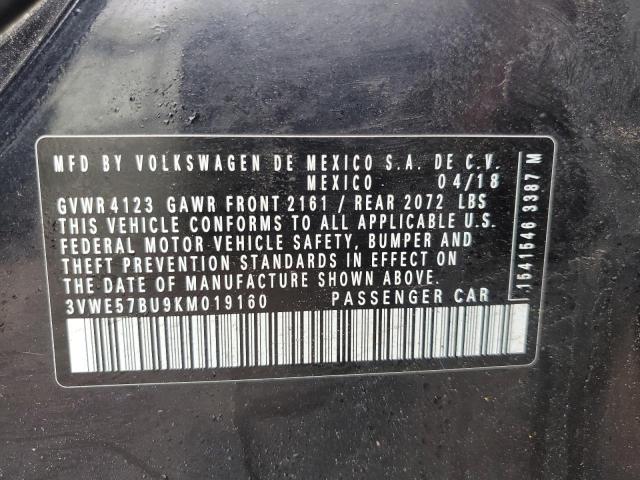 MFD BY VOLKSWAGEN DE MEXICO S.A. DE C.V.
MEXICO 04/18
GVWR 4123 GAWR FRONT 2161 / REAR 2072 LBS
THIS VEHICLE CONFORMS TO ALL APPLICABLE U.S.
FEDERAL MOTOR VEHICLE SAFETY, BUMPER AND
THEFT PREVENTION STANDARDS IN EFFECT ON
THE DATE OF MANUFACTURE SHOWN ABOVE.
3VWE57BU9KM019160 PASSENGER CAR
1541546 3387 M